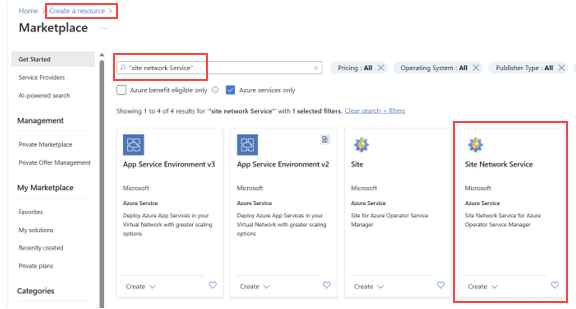 Home > Create a resource >
Marketplace ...
Get Started
Service Providers
AI-powered search
Management
Private Marketplace
Private Offer Management
My Marketplace
Favorites
My solutions
Recently created
Private plans
Categories
"site network Service" ×
Pricing : All ×
Operating System : All ×
Publisher Type : All ×
Azure benefit eligible only
Azure services only
Showing 1 to 4 of 4 results for '"site network Service"' with 1 selected filters. Clear search + filters
App Service Environment v3
Microsoft
Azure Service
Deploy Azure App Services in your
Virtual Network with greater scaling
options
Create
App Service Environment v2
Microsoft
Azure Service
Deploy Azure App Services in your
Virtual Network with greater scaling
options
Create
Site
Microsoft
Azure Service
Site for Azure Operator Service
Manager
Create
Site Network Service
Microsoft
Azure Service
Site Network Service for Azure
Operator Service Manager
Create